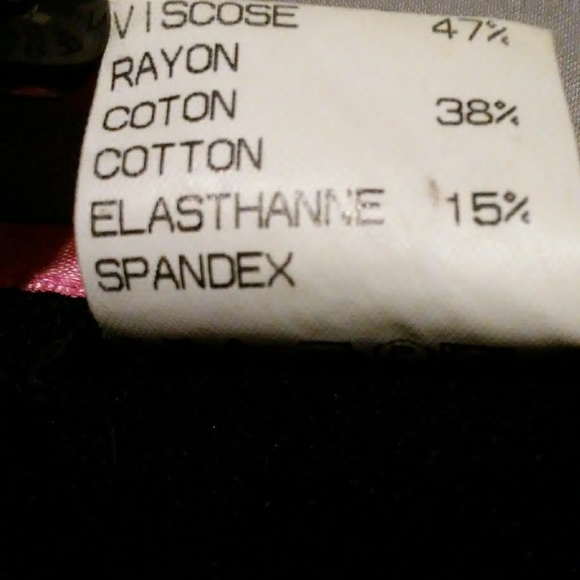 VISCOSE 47%
RAYON
COTON 38%
COTTON
ELASTHANNE 15%
SPANDEX